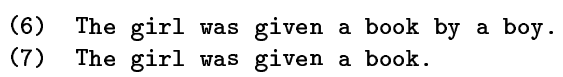 (6) The girl was given a book by a boy.
(7) The girl was given a book.